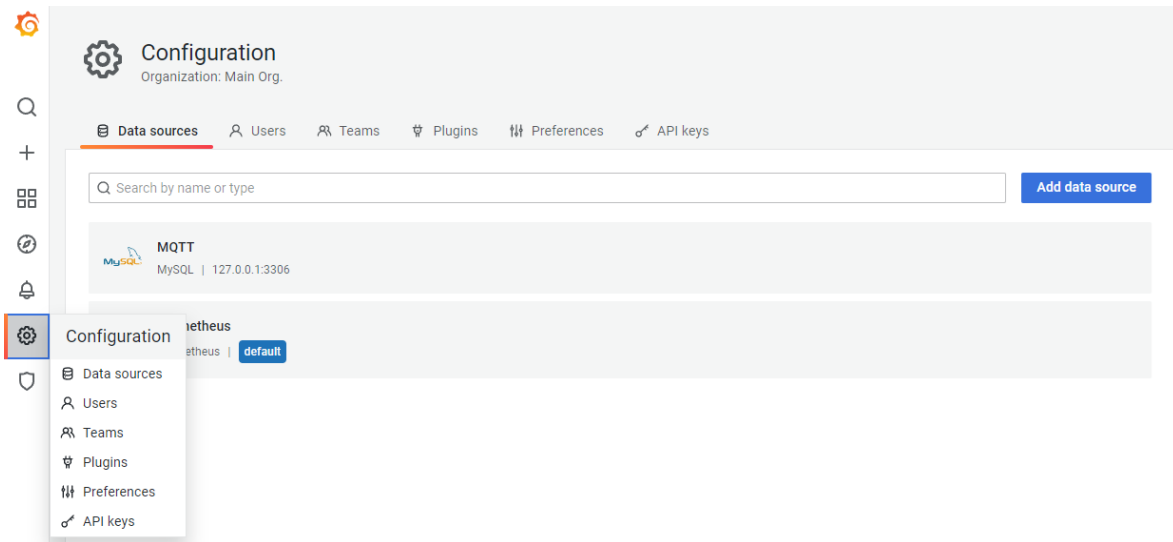 Configuration
Organization: Main Org.
Data sources Users Teams Plugins Preferences API keys
Search by name or type Add data source
MySQL MQTT
MySQL | 127.0.0.1:3306
netheus
etheus | default
Configuration
Data sources
Users
Teams
Plugins
Preferences
API keys